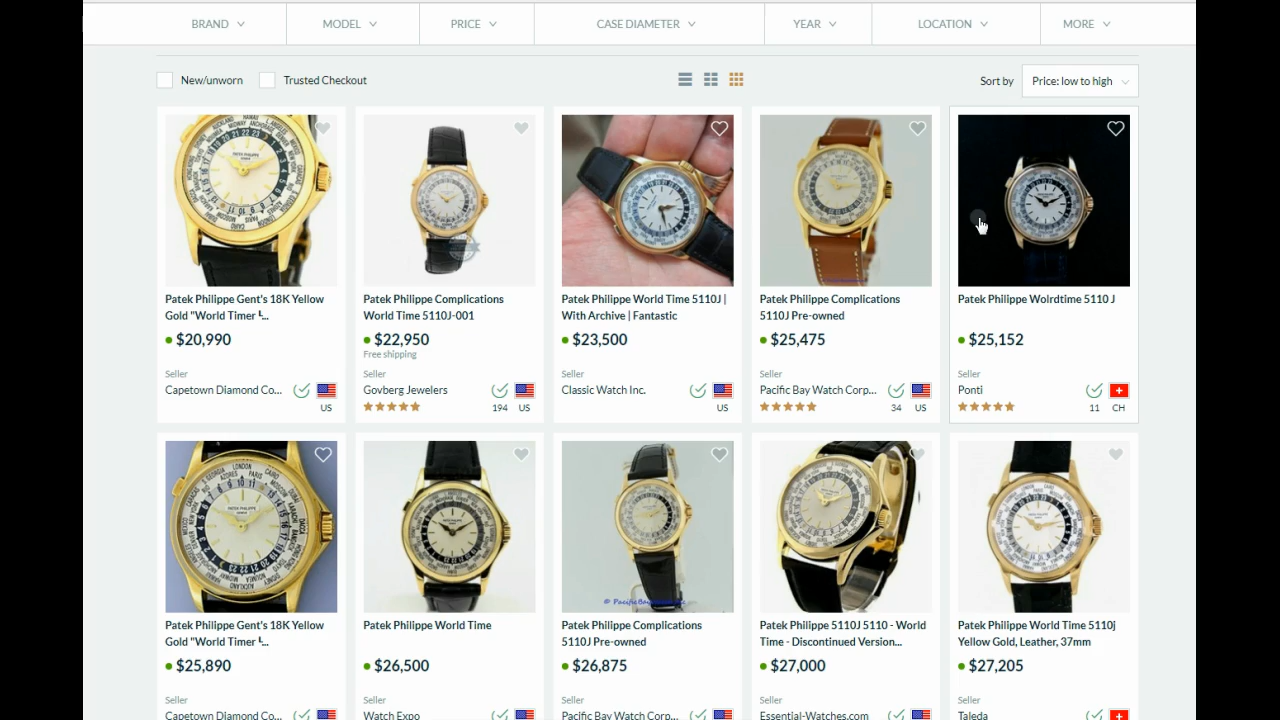 BRAND MODEL PRICE CASE DIAMETER YEAR LOCATION MORE
New/unworn Trusted Checkout Sort by Price: low to high
Patek Philippe Gent's 18K Yellow
Gold "World Timer ...
$20,990
Seller
Capetown Diamond Co...
US
Patek Philippe Complications
World Time 5110J-001
$22,950
Free shipping
Seller
Govberg Jewelers
194 US
Patek Philippe World Time 5110J |
With Archive | Fantastic
$23,500
Seller
Classic Watch Inc.
US
Patek Philippe Complications
5110J Pre-owned
$25,475
Seller
Pacific Bay Watch Corp...
34 US
Patek Philippe Wolrdtime 5110 J
$25,152
Seller
Ponti
11 CH
Patek Philippe Gent's 18K Yellow
Gold "World Timer ...
$25,890
Seller
Capetown Diamond Co...
Patek Philippe World Time
$26,500
Seller
Watch Expo
Patek Philippe Complications
5110J Pre-owned
$26,875
Seller
Pacific Bay Watch Corp...
Patek Philippe 5110J 5110 - World
Time - Discontinued Version...
$27,000
Seller
Essential-Watches.com
Patek Philippe World Time 5110j
Yellow Gold, Leather, 37mm
$27,205
Seller
Taleda